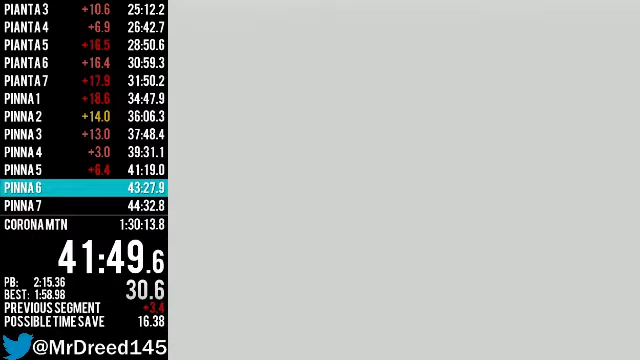 PIANTA 3 +10.6 25:12.2
PIANTA 4 +6.9 26:42.7
PIANTA 5 +16.5 28:50.6
PIANTA 6 +16.4 30:59.3
PIANTA 7 +17.9 31:50.2
PINNA 1 +18.6 34:47.9
PINNA 2 +14.0 36:06.3
PINNA 3 +13.0 37:48.4
PINNA 4 +3.0 39:31.1
PINNA 5 +6.4 41:19.0
PINNA 6 43:27.9
PINNA 7 44:32.8
CORONA MTN 1:30:13.8
41:49.6
PB: 2:15.36
BEST: 1:58.98 30.6
PREVIOUS SEGMENT +3.4
POSSIBLE TIME SAVE 16.38
@MrDreed145